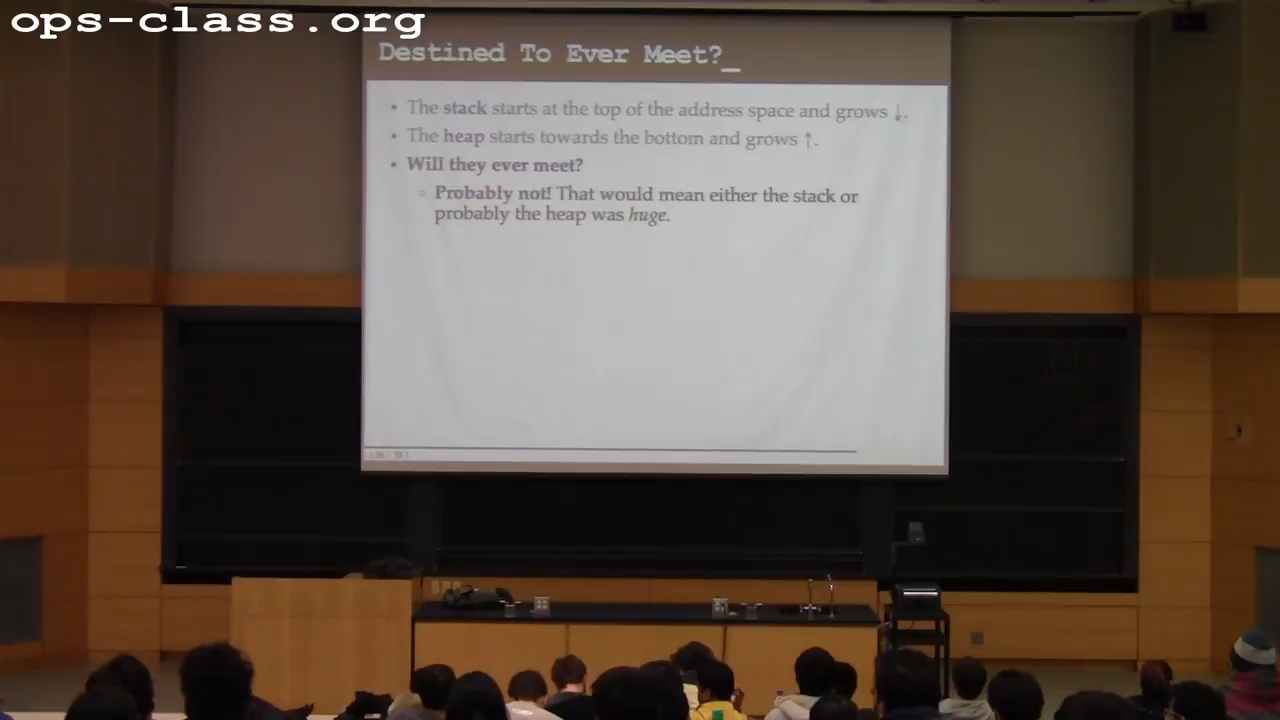 ops-class.org
Destined To Ever Meet?_
• The stack starts at the top of the address space and grows ↓.
• The heap starts towards the bottom and grows ↑.
• Will they ever meet?
○ Probably not! That would mean either the stack or
probably the heap was huge.